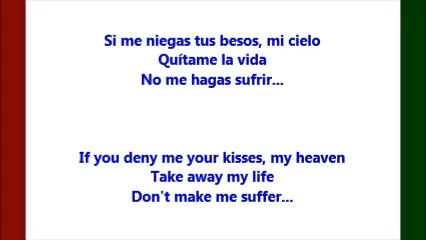 Si me niegas tus besos, mi cielo
Quítame la vida
No me hagas sufrir...
If you deny me your kisses, my heaven
Take away my life
Don't make me suffer...